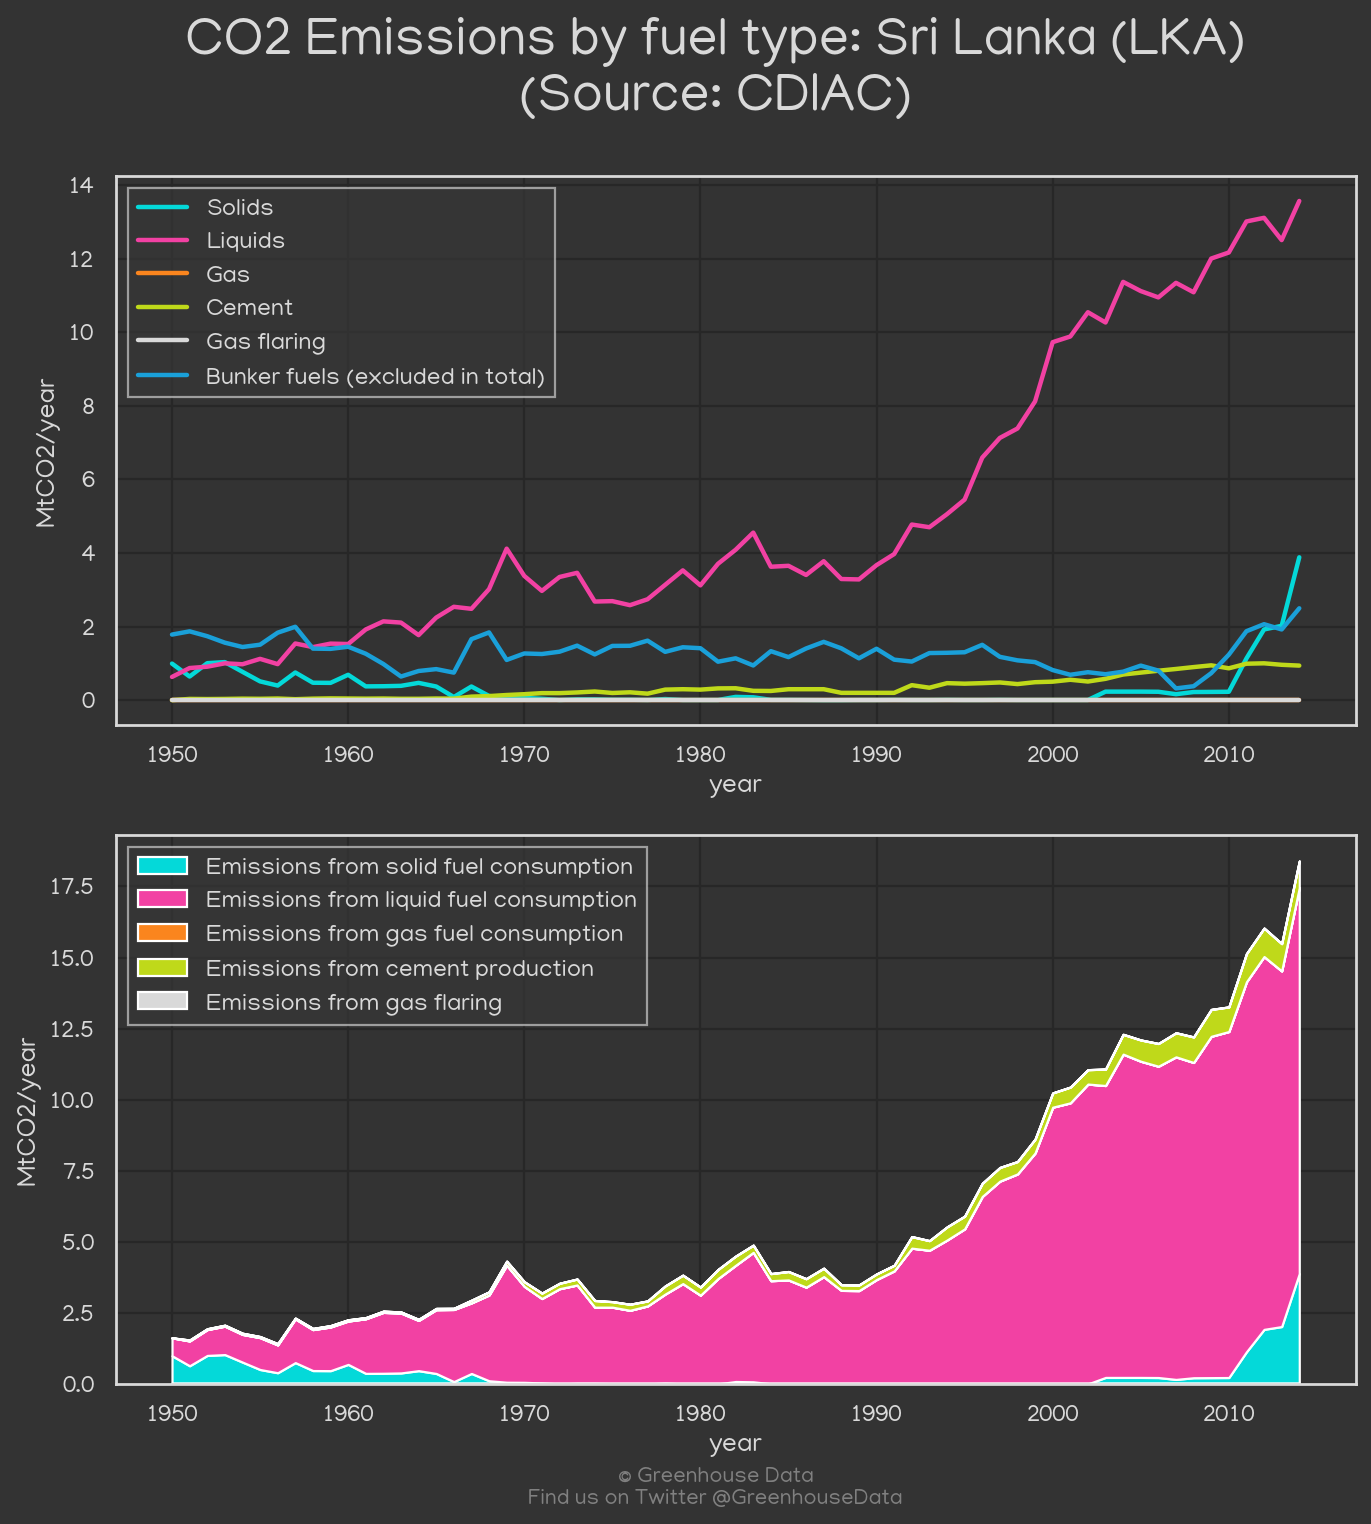 CO2 Emissions by fuel type: Sri Lanka (LKA)
(Source: CDIAC)
14
12
10
8
6
4
2
0
MtCO2/year
Solids
Liquids
Gas
Cement
Gas flaring
Bunker fuels (excluded in total)
1950 1960 1970 1980 1990 2000 2010
year
17.5
15.0
12.5
10.0
7.5
5.0
2.5
0.0
MtCO2/year
Emissions from solid fuel consumption
Emissions from liquid fuel consumption
Emissions from gas fuel consumption
Emissions from cement production
Emissions from gas flaring
1950 1960 1970 1980 1990 2000 2010
year
© Greenhouse Data
Find us on Twitter @GreenhouseData